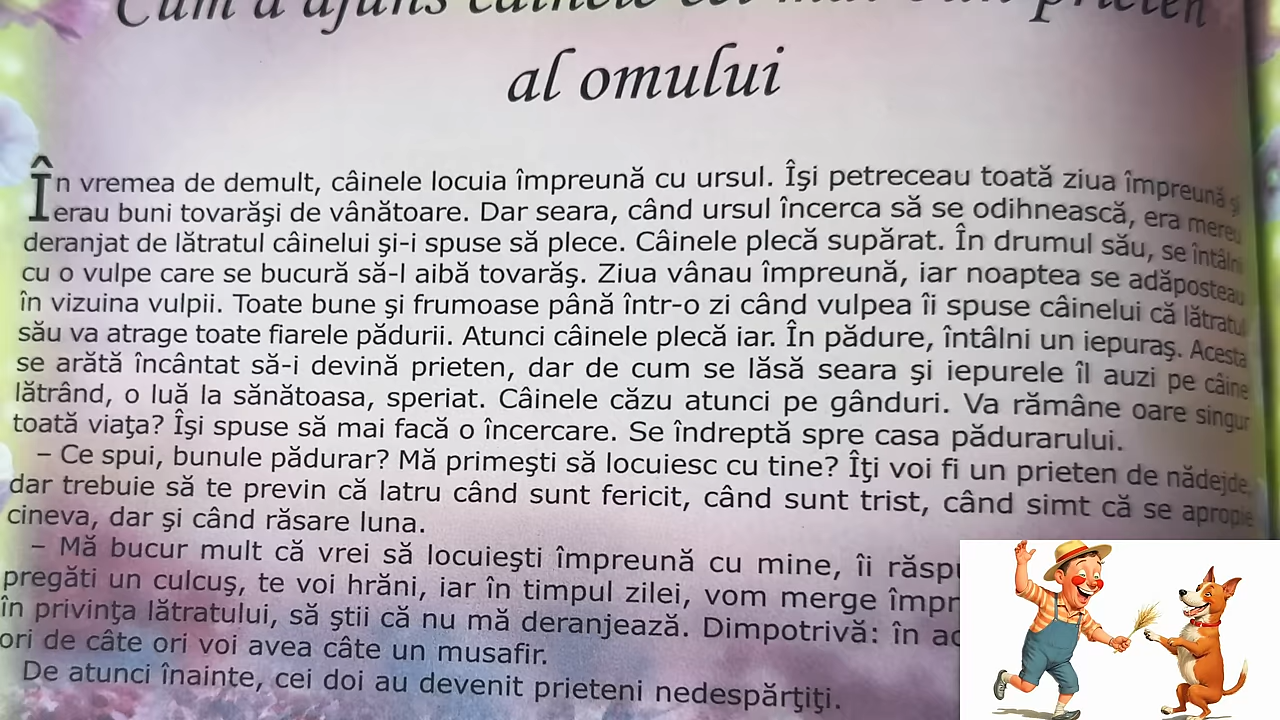 Cum a ajuns câinele cel mai bun prieten
al omului
În vremea de demult, câinele locuia împreună cu ursul. Îşi petreceau toată ziua împreună şi
erau buni tovarăşi de vânătoare. Dar seara, când ursul încerca să se odihnească, era mereu
deranjat de lătratul câinelui şi-i spuse să plece. Câinele plecă supărat. În drumul său, se întâlni
cu o vulpe care se bucură să-l aibă tovarăş. Ziua vânau împreună, iar noaptea se adăposteau
în vizuina vulpii. Toate bune şi frumoase până într-o zi când vulpea îi spuse câinelui că lătratul
său va atrage toate fiarele pădurii. Atunci câinele plecă iar. În pădure, întâlni un iepuraş. Acesta
se arătă încântat să-i devină prieten, dar de cum se lăsă seara şi iepurele îl auzi pe câine
lătrând, o luă la sănătoasa, speriat. Câinele căzu atunci pe gânduri. Va rămâne oare singur
toată viaţa? Îşi spuse să mai facă o încercare. Se îndreptă spre casa pădurarului.
– Ce spui, bunule pădurar? Mă primeşti să locuiesc cu tine? Îţi voi fi un prieten de nădejde,
dar trebuie să te previn că latru când sunt fericit, când sunt trist, când simt că se apropie
cineva, dar şi când răsare luna.
– Mă bucur mult că vrei să locuieşti împreună cu mine, îi
pregăti un culcuş, te voi hrăni, iar în timpul zilei, vom merge
în privinţa lătratului, să ştii că nu mă deranjează. Dimpotrivă: în
ori de câte ori voi avea câte un musafir.
De atunci înainte, cei doi au devenit prieteni nedespărţiţi.